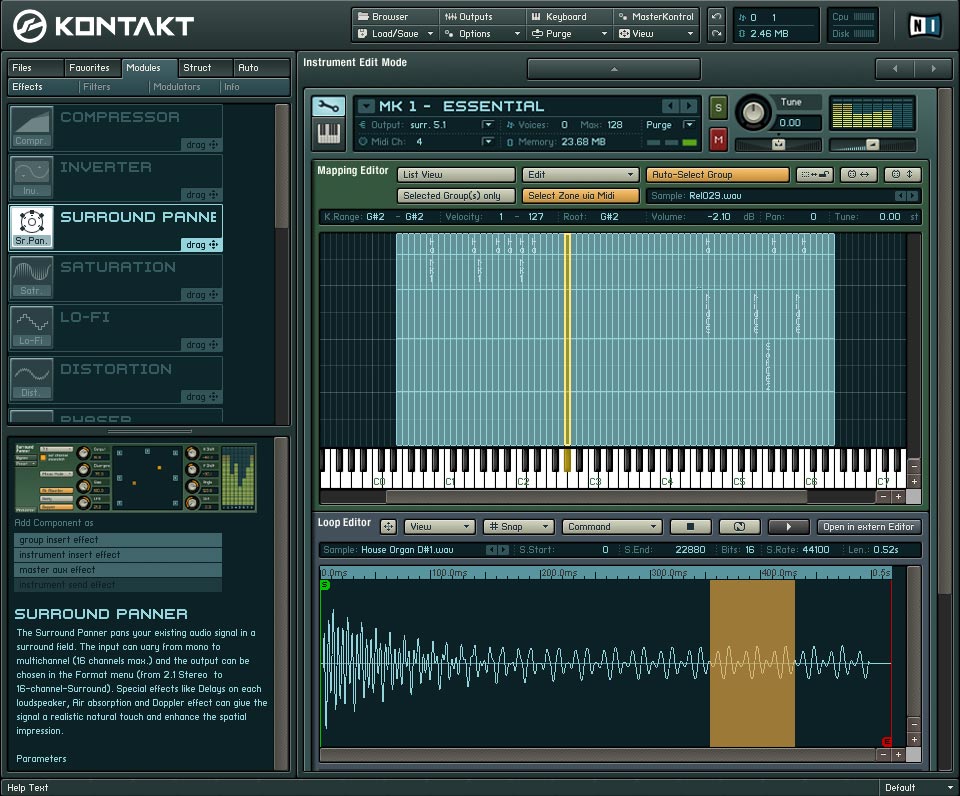 KONTAKT
Browser Outputs Keyboard MasterKontrol
Load/Save Options Purge View
0 1
2.46 MB
Cpu
Disk
NI
Files Favorites Modules Struct Auto
Effects Filters Modulators Info
COMPRESSOR
Compr. drag
INVERTER
Inv. drag
SURROUND PANNE
Sr.Pan. drag
SATURATION
Satr. drag
LO-FI
Lo-Fi drag
DISTORTION
Dist. drag
PHASER
Add Component as
group insert effect
instrument insert effect
master aux effect
instrument send effect
SURROUND PANNER
The Surround Panner pans your existing audio signal in a
surround field. The input can vary from mono to
multichannel (16 channels max.) and the output can be
chosen in the Format menu (from 2.1 Stereo to
16-channel-Surround). Special effects like Delays on each
loudspeaker, Air absorption and Doppler effect can give the
signal a realistic natural touch and enhance the spatial
impression.
Parameters
Instrument Edit Mode
MK 1 - ESSENTIAL
Output: surr. 5.1 Voices: 0 Max: 128 Purge
Midi Ch: 4 Memory: 23.68 MB
S
M
Tune
0.00
Mapping Editor List View Edit Auto-Select Group
Selected Group(s) only Select Zone via Midi Sample: Rel029.wav
K.Range: G#2 - G#2 Velocity: 1 - 127 Root: G#2 Volume: -2.10 dB Pan: 0 Tune: 0.00 st
C0 C1 C2 C3 C4 C5 C6 C7
Loop Editor View Snap Command Open in extern Editor
Sample: House Organ D#1.wav S.Start: 0 S.End: 22880 Bits: 16 S.Rate: 44100 Len.: 0.52s
0.0ms 100.0ms 200.0ms 300.0ms 400.0ms 0.5s
S
E
Help Text Default